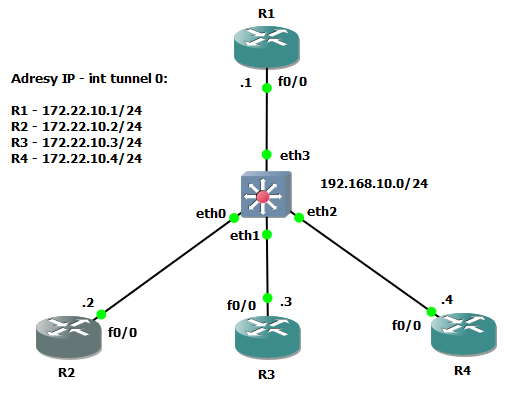 R1
Adresy IP - int tunnel 0:
.1 f0/0
R1 - 172.22.10.1/24
R2 - 172.22.10.2/24
R3 - 172.22.10.3/24
R4 - 172.22.10.4/24
eth3
192.168.10.0/24
eth0
eth2
eth1
.2
f0/0
.3
.4
f0/0
f0/0
R2
R3
R4